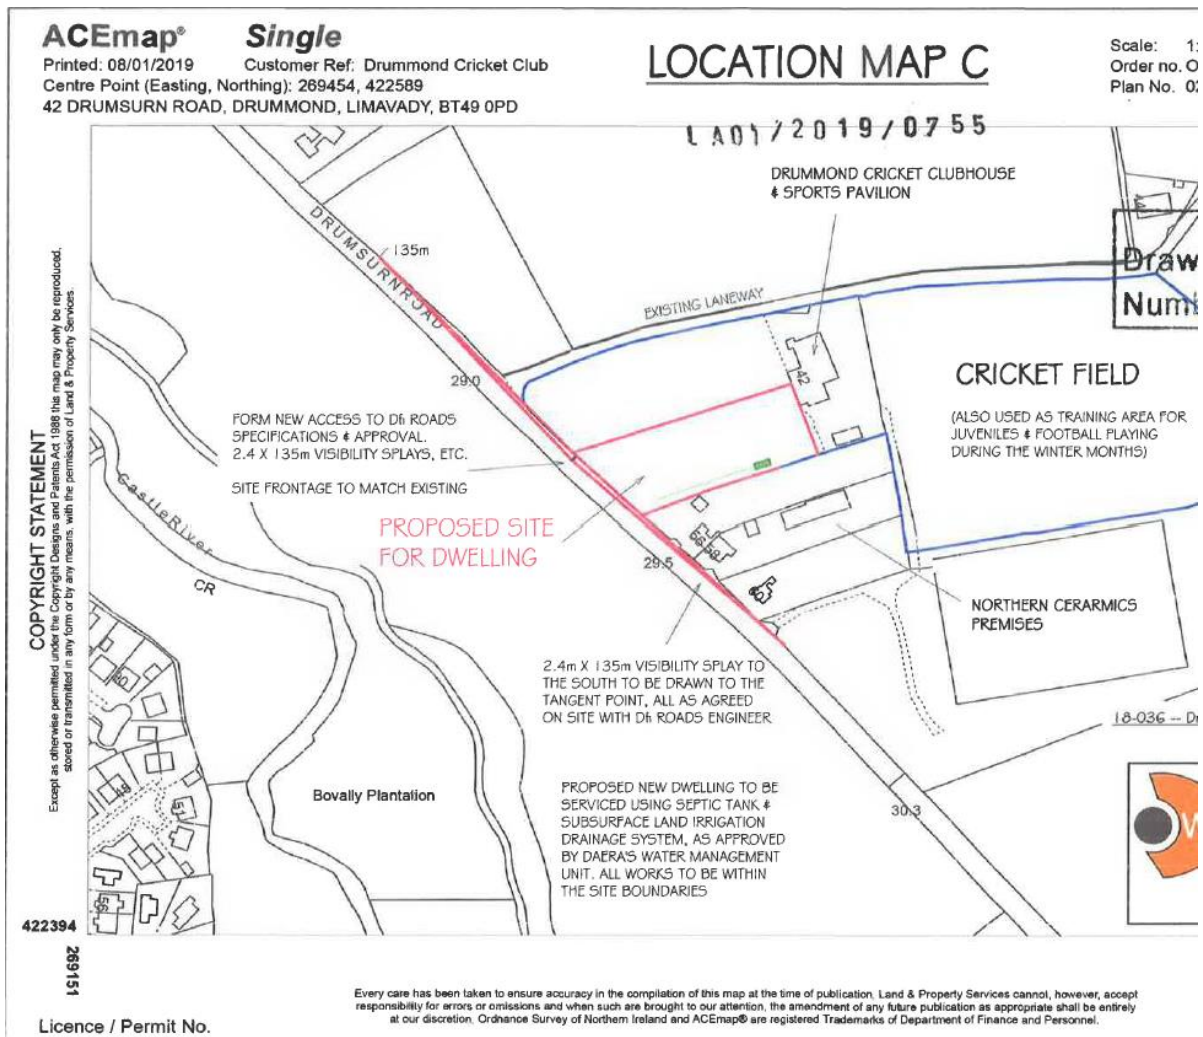 ACEmap® Single
Printed: 08/01/2019 Customer Ref: Drummond Cricket Club
Centre Point (Easting, Northing): 269454, 422589
42 DRUMSURN ROAD, DRUMMOND, LIMAVADY, BT49 0PD
LOCATION MAP C
Scale: 1:
Order no. O
Plan No. 02
LA01/2019/0755
DRUMMOND CRICKET CLUBHOUSE
& SPORTS PAVILION
44
Draw
Numb
DRUMSURN ROAD
135m
EXISTING LANEWAY
42
CRICKET FIELD
(ALSO USED AS TRAINING AREA FOR
JUVENILES & FOOTBALL PLAYING
DURING THE WINTER MONTHS)
29.0
FORM NEW ACCESS TO DfI ROADS
SPECIFICATIONS & APPROVAL.
2.4 X 135m VISIBILITY SPLAYS, ETC.
SITE FRONTAGE TO MATCH EXISTING
PROPOSED SITE
FOR DWELLING
Castle River
CR
29.5
56
58
60
NORTHERN CERARMICS
PREMISES
2.4m X 135m VISIBILITY SPLAY TO
THE SOUTH TO BE DRAWN TO THE
TANGENT POINT, ALL AS AGREED
ON SITE WITH DfI ROADS ENGINEER
18-036 -- Dr
PROPOSED NEW DWELLING TO BE
SERVICED USING SEPTIC TANK &
SUBSURFACE LAND IRRIGATION
DRAINAGE SYSTEM, AS APPROVED
BY DAERA'S WATER MANAGEMENT
UNIT. ALL WORKS TO BE WITHIN
THE SITE BOUNDARIES
Bovally Plantation
30.3
W
40
48
51
56
COPYRIGHT STATEMENT
Except as otherwise permitted under the Copyright Designs and Patents Act 1988 this map may only be reproduced,
stored or transmitted in any form or by any means, with the permission of Land & Property Services.
422394
269151
Every care has been taken to ensure accuracy in the compilation of this map at the time of publication. Land & Property Services cannot, however, accept
responsibility for errors or omissions and when such are brought to our attention, the amendment of any future publication as appropriate shall be entirely
at our discretion. Ordnance Survey of Northern Ireland and ACEmap® are registered Trademarks of Department of Finance and Personnel.
Licence / Permit No.